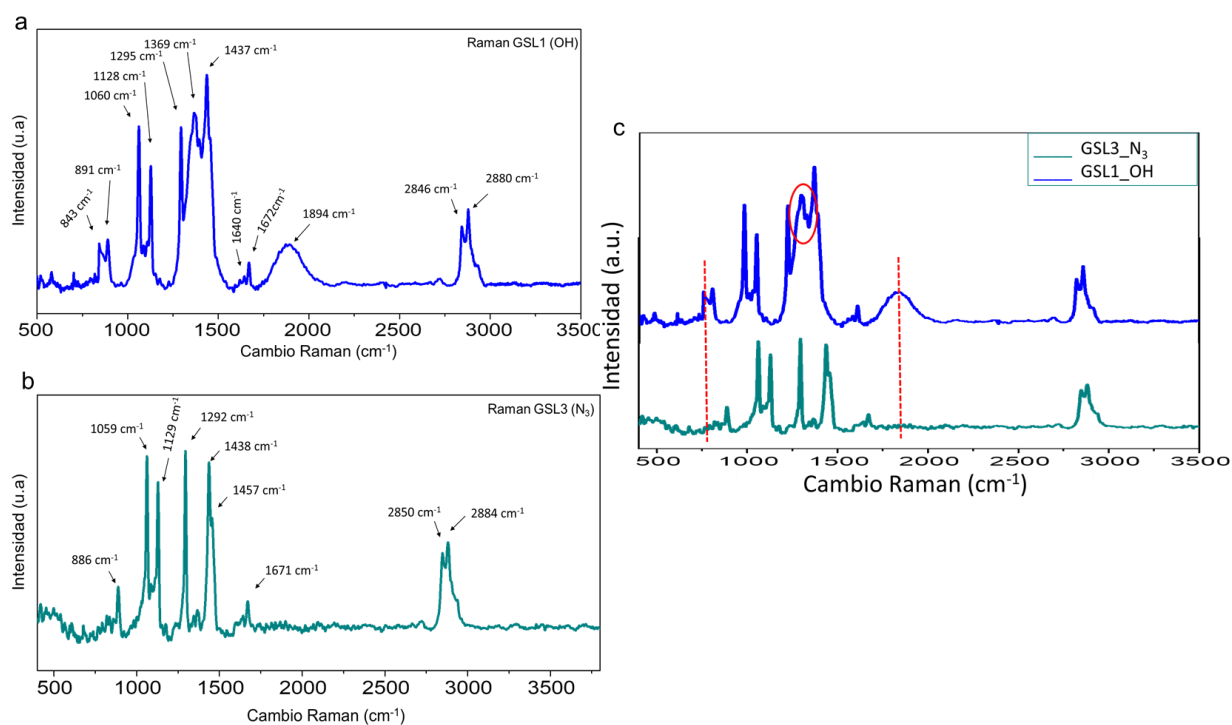 a
Raman GSL1 (OH)
1369 cm⁻¹
1295 cm⁻¹
1437 cm⁻¹
1128 cm⁻¹
1060 cm⁻¹
891 cm⁻¹
843 cm⁻¹
1640 cm⁻¹
1672cm⁻¹
1894 cm⁻¹
2846 cm⁻¹
2880 cm⁻¹
Intensidad (u.a)
500 1000 1500 2000 2500 3000 3500
Cambio Raman (cm⁻¹)
b
Raman GSL3 (N₃)
1059 cm⁻¹
1129 cm⁻¹
1292 cm⁻¹
1438 cm⁻¹
1457 cm⁻¹
886 cm⁻¹
1671 cm⁻¹
2850 cm⁻¹
2884 cm⁻¹
Intensidad (u.a)
500 1000 1500 2000 2500 3000 3500
Cambio Raman (cm⁻¹)
c
GSL3_N₃
GSL1_OH
Intensidad (a.u.)
500 1000 1500 2000 2500 3000 3500
Cambio Raman (cm⁻¹)